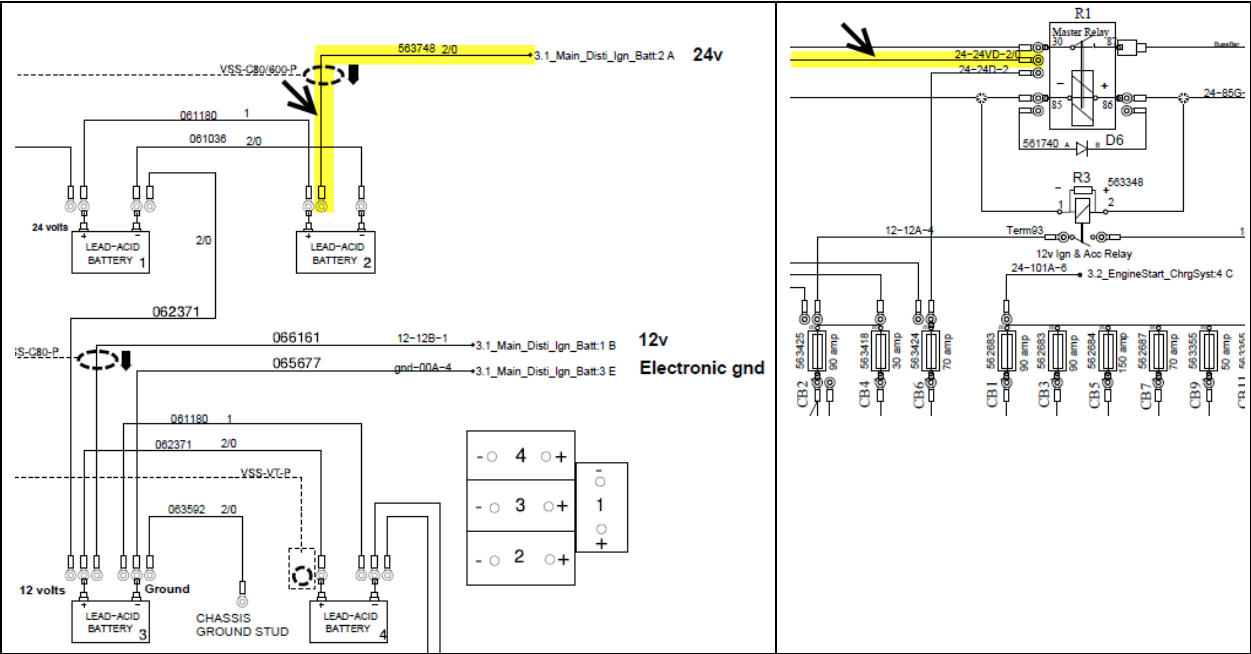 563748 2/0
3.1_Main_Disti_Ign_Batt:2 A
24v
VSS-C80/600-P
061180 1
061036 2/0
24 volts
+ -
LEAD-ACID
BATTERY 1
2/0
+ -
LEAD-ACID
BATTERY 2
062371
066161 12-12B-1
3.1_Main_Disti_Ign_Batt:1 B
12v
SS-C80-P
065677 gnd-00A-4
3.1_Main_Disti_Ign_Batt:3 E
Electronic gnd
061180 1
062371 2/0
VSS-VT-P
063592 2/0
- 4 +
- 3 +
- 2 +
-
1
+
12 volts
Ground
+ -
LEAD-ACID
BATTERY 3
CHASSIS
GROUND STUD
+ -
LEAD-ACID
BATTERY 4
R1
Master Relay
30 87
BussBar
24-24VD-2/0
24-24D-2
- +
85 86
24-85G-
561740 A B D6
R3
- + 563348
1 2
12-12A-4
Term93
1
12v Ign & Acc Relay
24-101A-6
3.2_EngineStart_ChrgSyst:4 C
CB2 563425 90 amp
CB4 563418 30 amp
CB6 563424 70 amp
CB1 562683 90 amp
CB3 562683 90 amp
CB5 562684 150 amp
CB7 562687 70 amp
CB9 563355 50 amp
CB11 563355